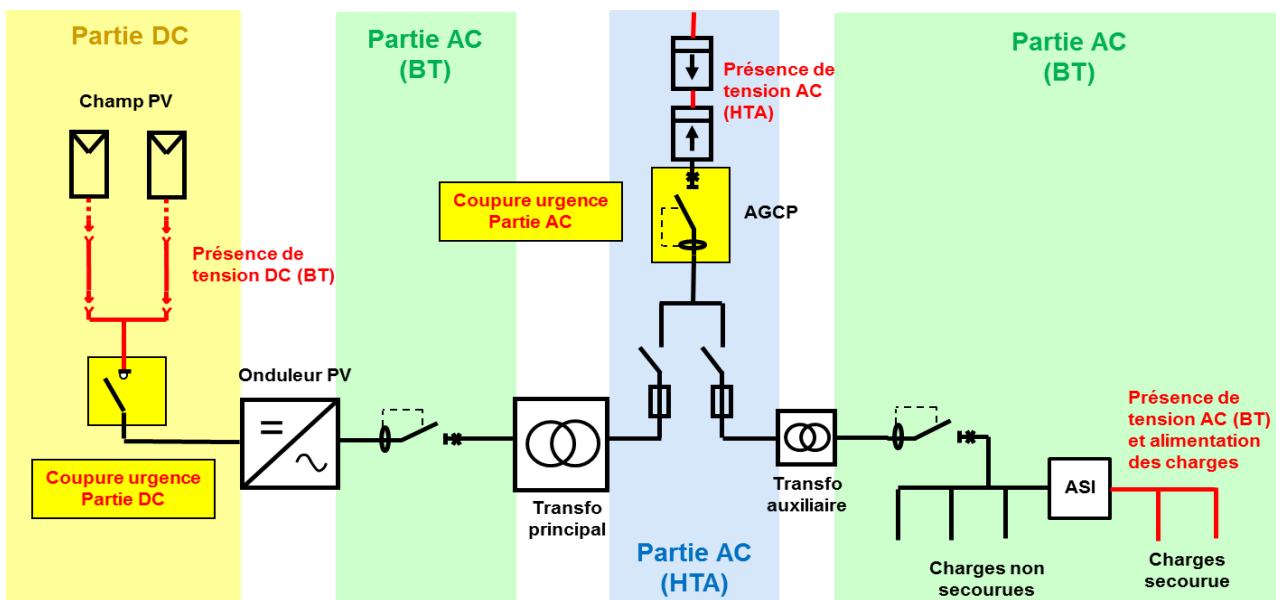 Partie DC
Champ PV
Présence de
tension DC (BT)
Coupure urgence
Partie DC
Onduleur PV
Partie AC
(BT)
Coupure urgence
Partie AC
Transfo
principal
Présence de
tension AC
(HTA)
AGCP
Partie AC
(HTA)
Partie AC
(BT)
Transfo
auxiliaire
Présence de
tension AC (BT)
et alimentation
des charges
ASI
Charges non
secourues
Charges
secourue